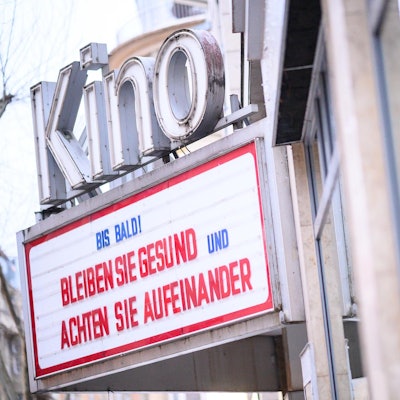 Kino
BIS BALD!
BLEIBEN SIE GESUND UND
ACHTEN SIE AUFEINANDER